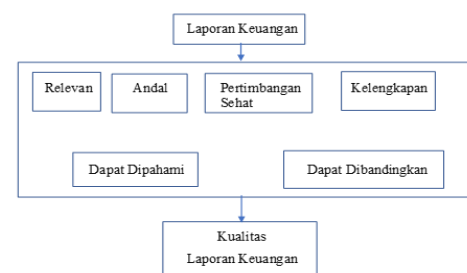 Laporan Keuangan
Relevan
Andal
Pertimbangan
Sehat
Kelengkapan
Dapat Dipahami
Dapat Dibandingkan
Kualitas
Laporan Keuangan